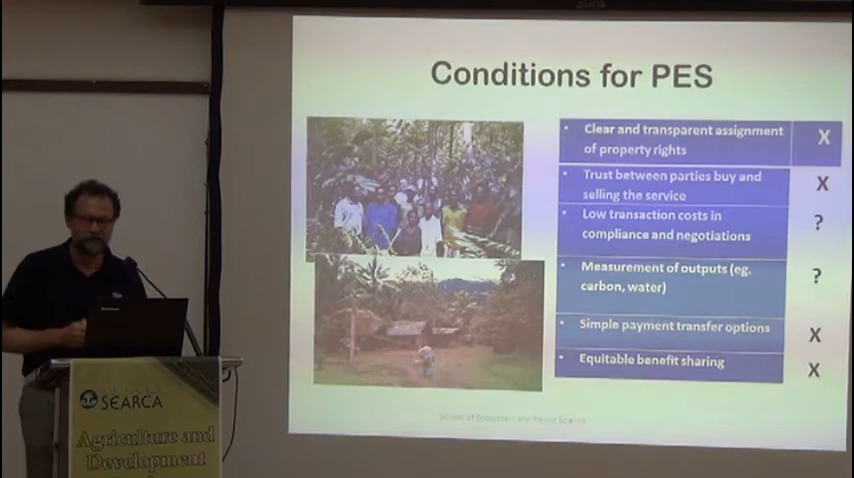 Conditions for PES
• Clear and transparent assignment
of property rights
X
• Trust between parties buy and
selling the service
X
• Low transaction costs in
compliance and negotiations
?
• Measurement of outputs (eg.
carbon, water)
?
• Simple payment transfer options
X
• Equitable benefit sharing
X
School of Ecosystem and Forest Science
SEARCA
Agriculture and
Development